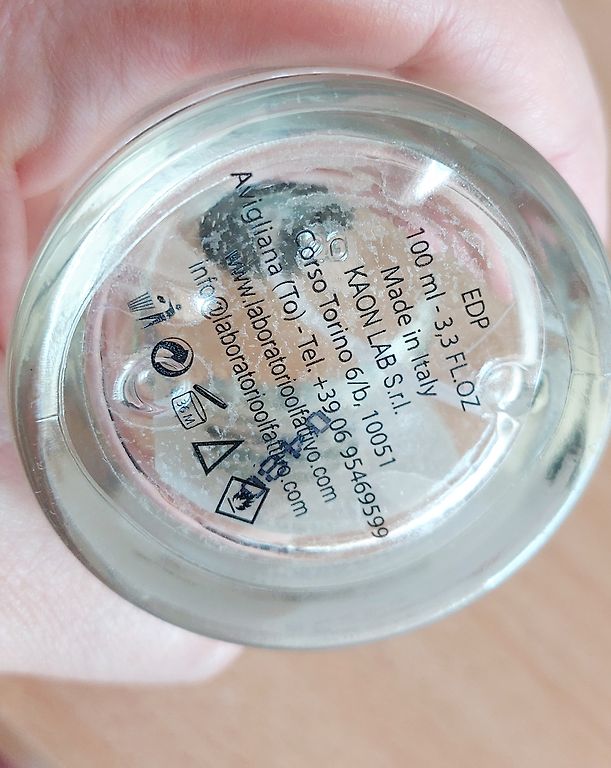 EDP
100 ml - 3,3 FL.OZ
Made in Italy
KAON LAB S.r.l.
Corso Torino 6/b, 10051
Avigliana (To) - Tel. +39 06 95469599
www.laboratorioolfattivo.com
info@laboratorioolfattivo.com
36 M